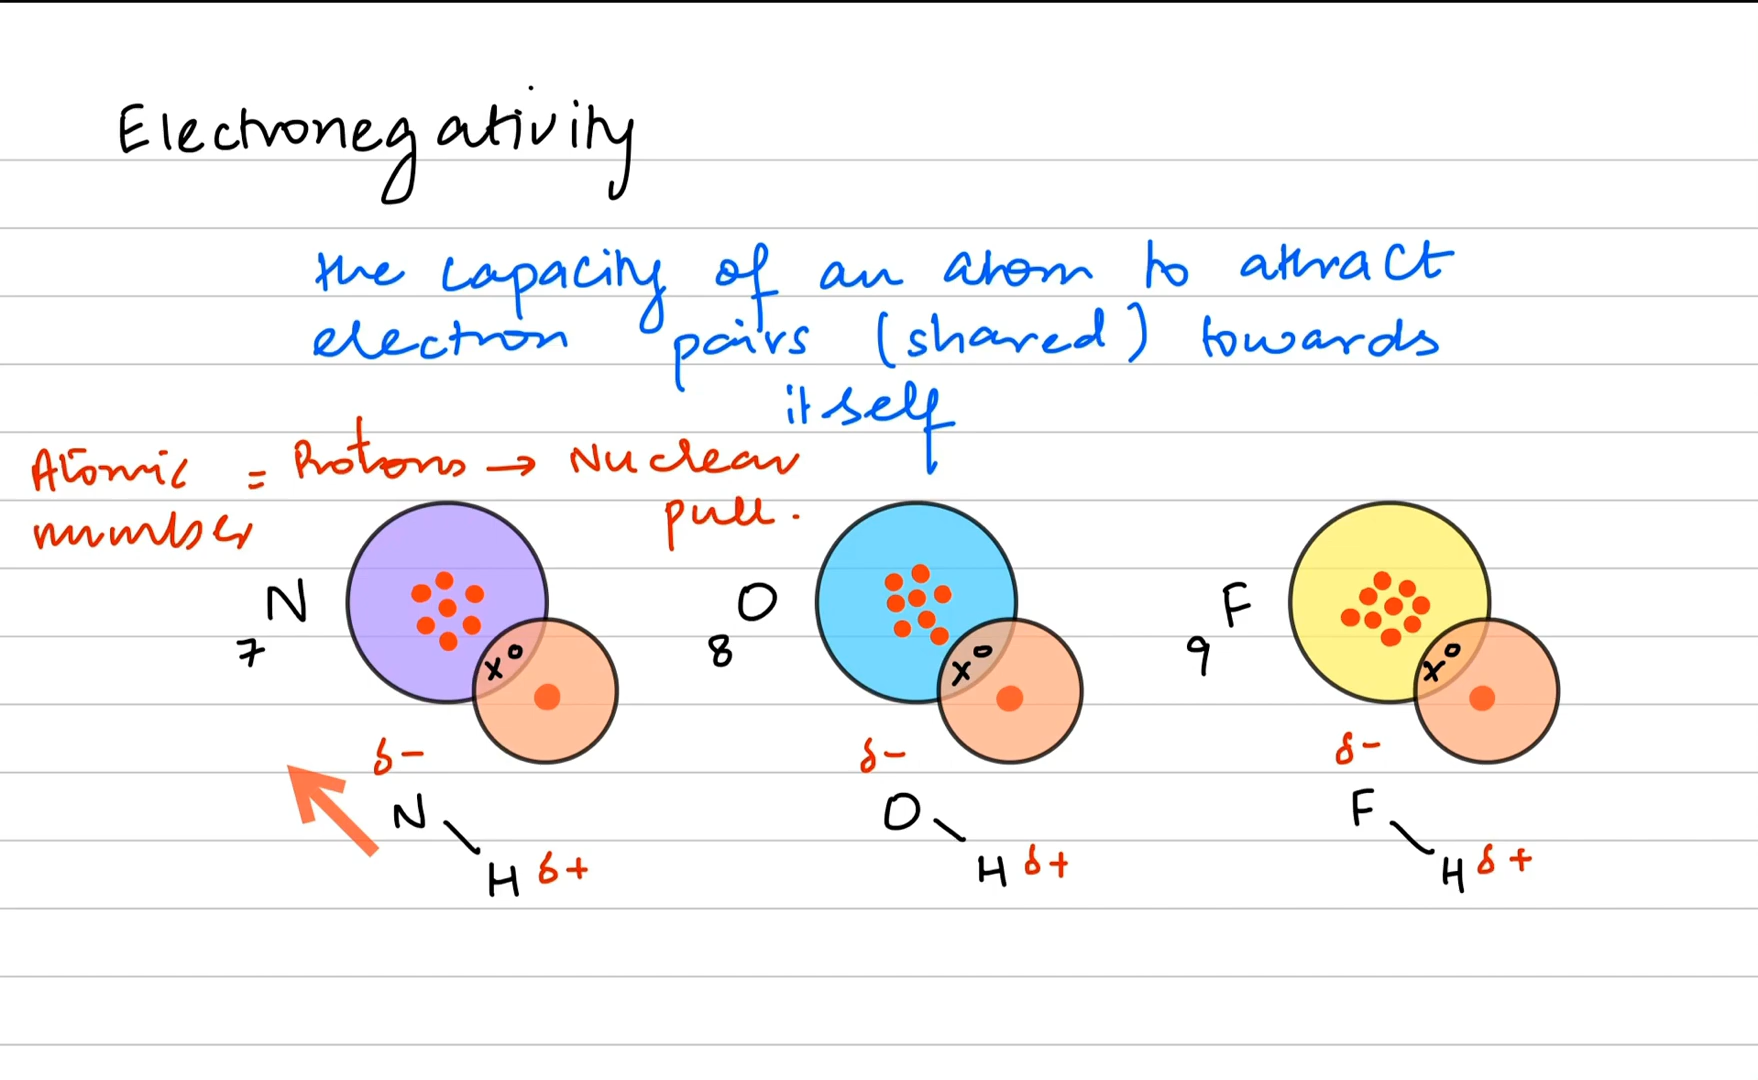 Electronegativity
the capacity of an atom to attract
electron pairs (shared) towards
itself
Atomic = Protons → Nuclear
number pull.
N O F
7 8 9
x o x o x o
δ- δ- δ-
N O F
H δ+ H δ+ H δ+